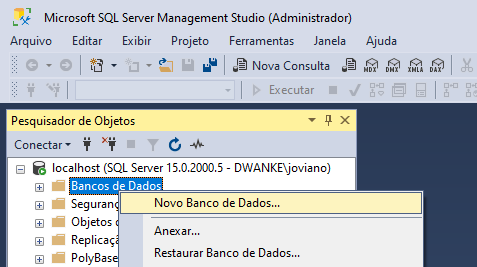 Microsoft SQL Server Management Studio (Administrador)
Arquivo Editar Exibir Projeto Ferramentas Janela Ajuda
Nova Consulta MDX DMX XMLA DAX
Executar
Pesquisador de Objetos
Conectar
localhost (SQL Server 15.0.2000.5 - DWANKE\joviano)
Bancos de Dados
Seguranç
Novo Banco de Dados...
Objetos
Anexar...
Replicaçã
Restaurar Banco de Dados...
PolyBase